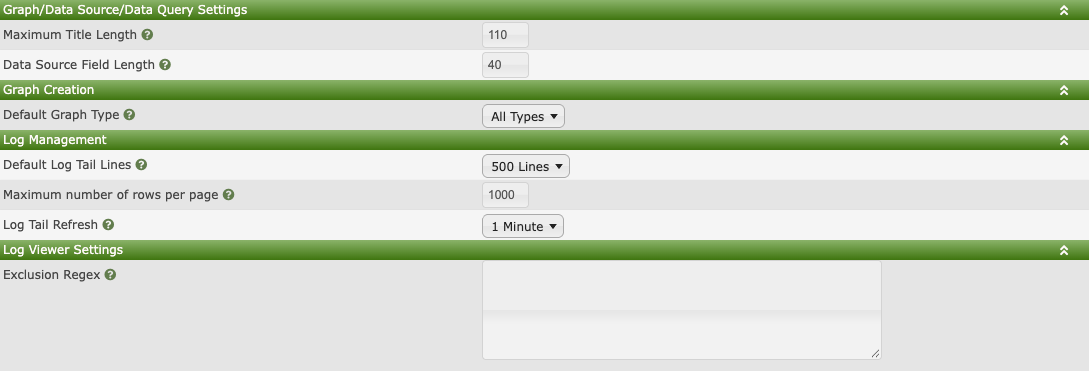 Graph/Data Source/Data Query Settings
Maximum Title Length 110
Data Source Field Length 40
Graph Creation
Default Graph Type All Types
Log Management
Default Log Tail Lines 500 Lines
Maximum number of rows per page 1000
Log Tail Refresh 1 Minute
Log Viewer Settings
Exclusion Regex